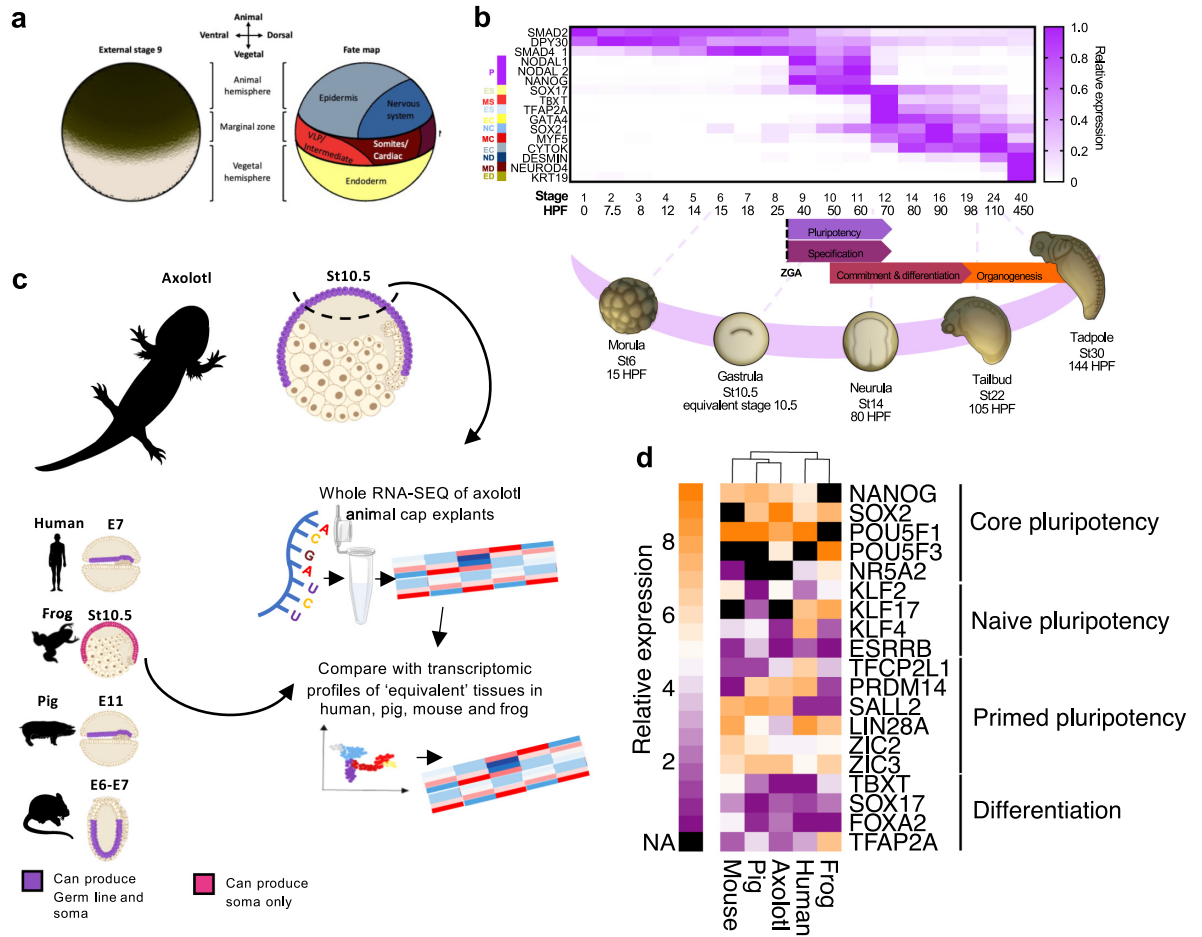 a
External stage 9
Animal
Ventral
Dorsal
Vegetal
Fate map
Animal
hemisphere
Marginal zone
Vegetal
hemisphere
Epidermis
Nervous
system
VLP/
Intermediate
Somites/
Cardiac
Endoderm
b
SMAD2
DPY30
SMAD4_1
NODAL1
P NODAL 2
NANOG
ES SOX17
MS TBXT
ES TFAP2A
EC GATA4
NC SOX21
MC MYF5
EC CYTOK
ND DESMIN
MD NEUROD4
ED KRT19
1.0
0.8
0.6
0.4
0.2
0
Relative expression
Stage 1 2 3 4 5 6 7 8 9 10 11 12 14 16 19 24 40
HPF 0 7.5 8 12 14 15 18 25 40 50 60 70 80 90 98 110 450
Pluripotency
Specification
ZGA
Commitment & differentiation
Organogenesis
Morula
St6
15 HPF
Gastrula
St10.5
equivalent stage 10.5
Neurula
St14
80 HPF
Tailbud
St22
105 HPF
Tadpole
St30
144 HPF
c
Axolotl
St10.5
Whole RNA-SEQ of axolotl
animal cap explants
A
C
G
A
U
C
U
Human
E7
Frog
St10.5
Pig
E11
E6-E7
Compare with transcriptomic
profiles of ‘equivalent’ tissues in
human, pig, mouse and frog
Can produce
Germ line and
soma
Can produce
soma only
d
Relative expression
8
6
4
2
NA
NANOG
SOX2
POU5F1
POU5F3
NR5A2
KLF2
KLF17
KLF4
ESRRB
TFCP2L1
PRDM14
SALL2
LIN28A
ZIC2
ZIC3
TBXT
SOX17
FOXA2
TFAP2A
Core pluripotency
Naive pluripotency
Primed pluripotency
Differentiation
Mouse
Pig
Axolotl
Human
Frog